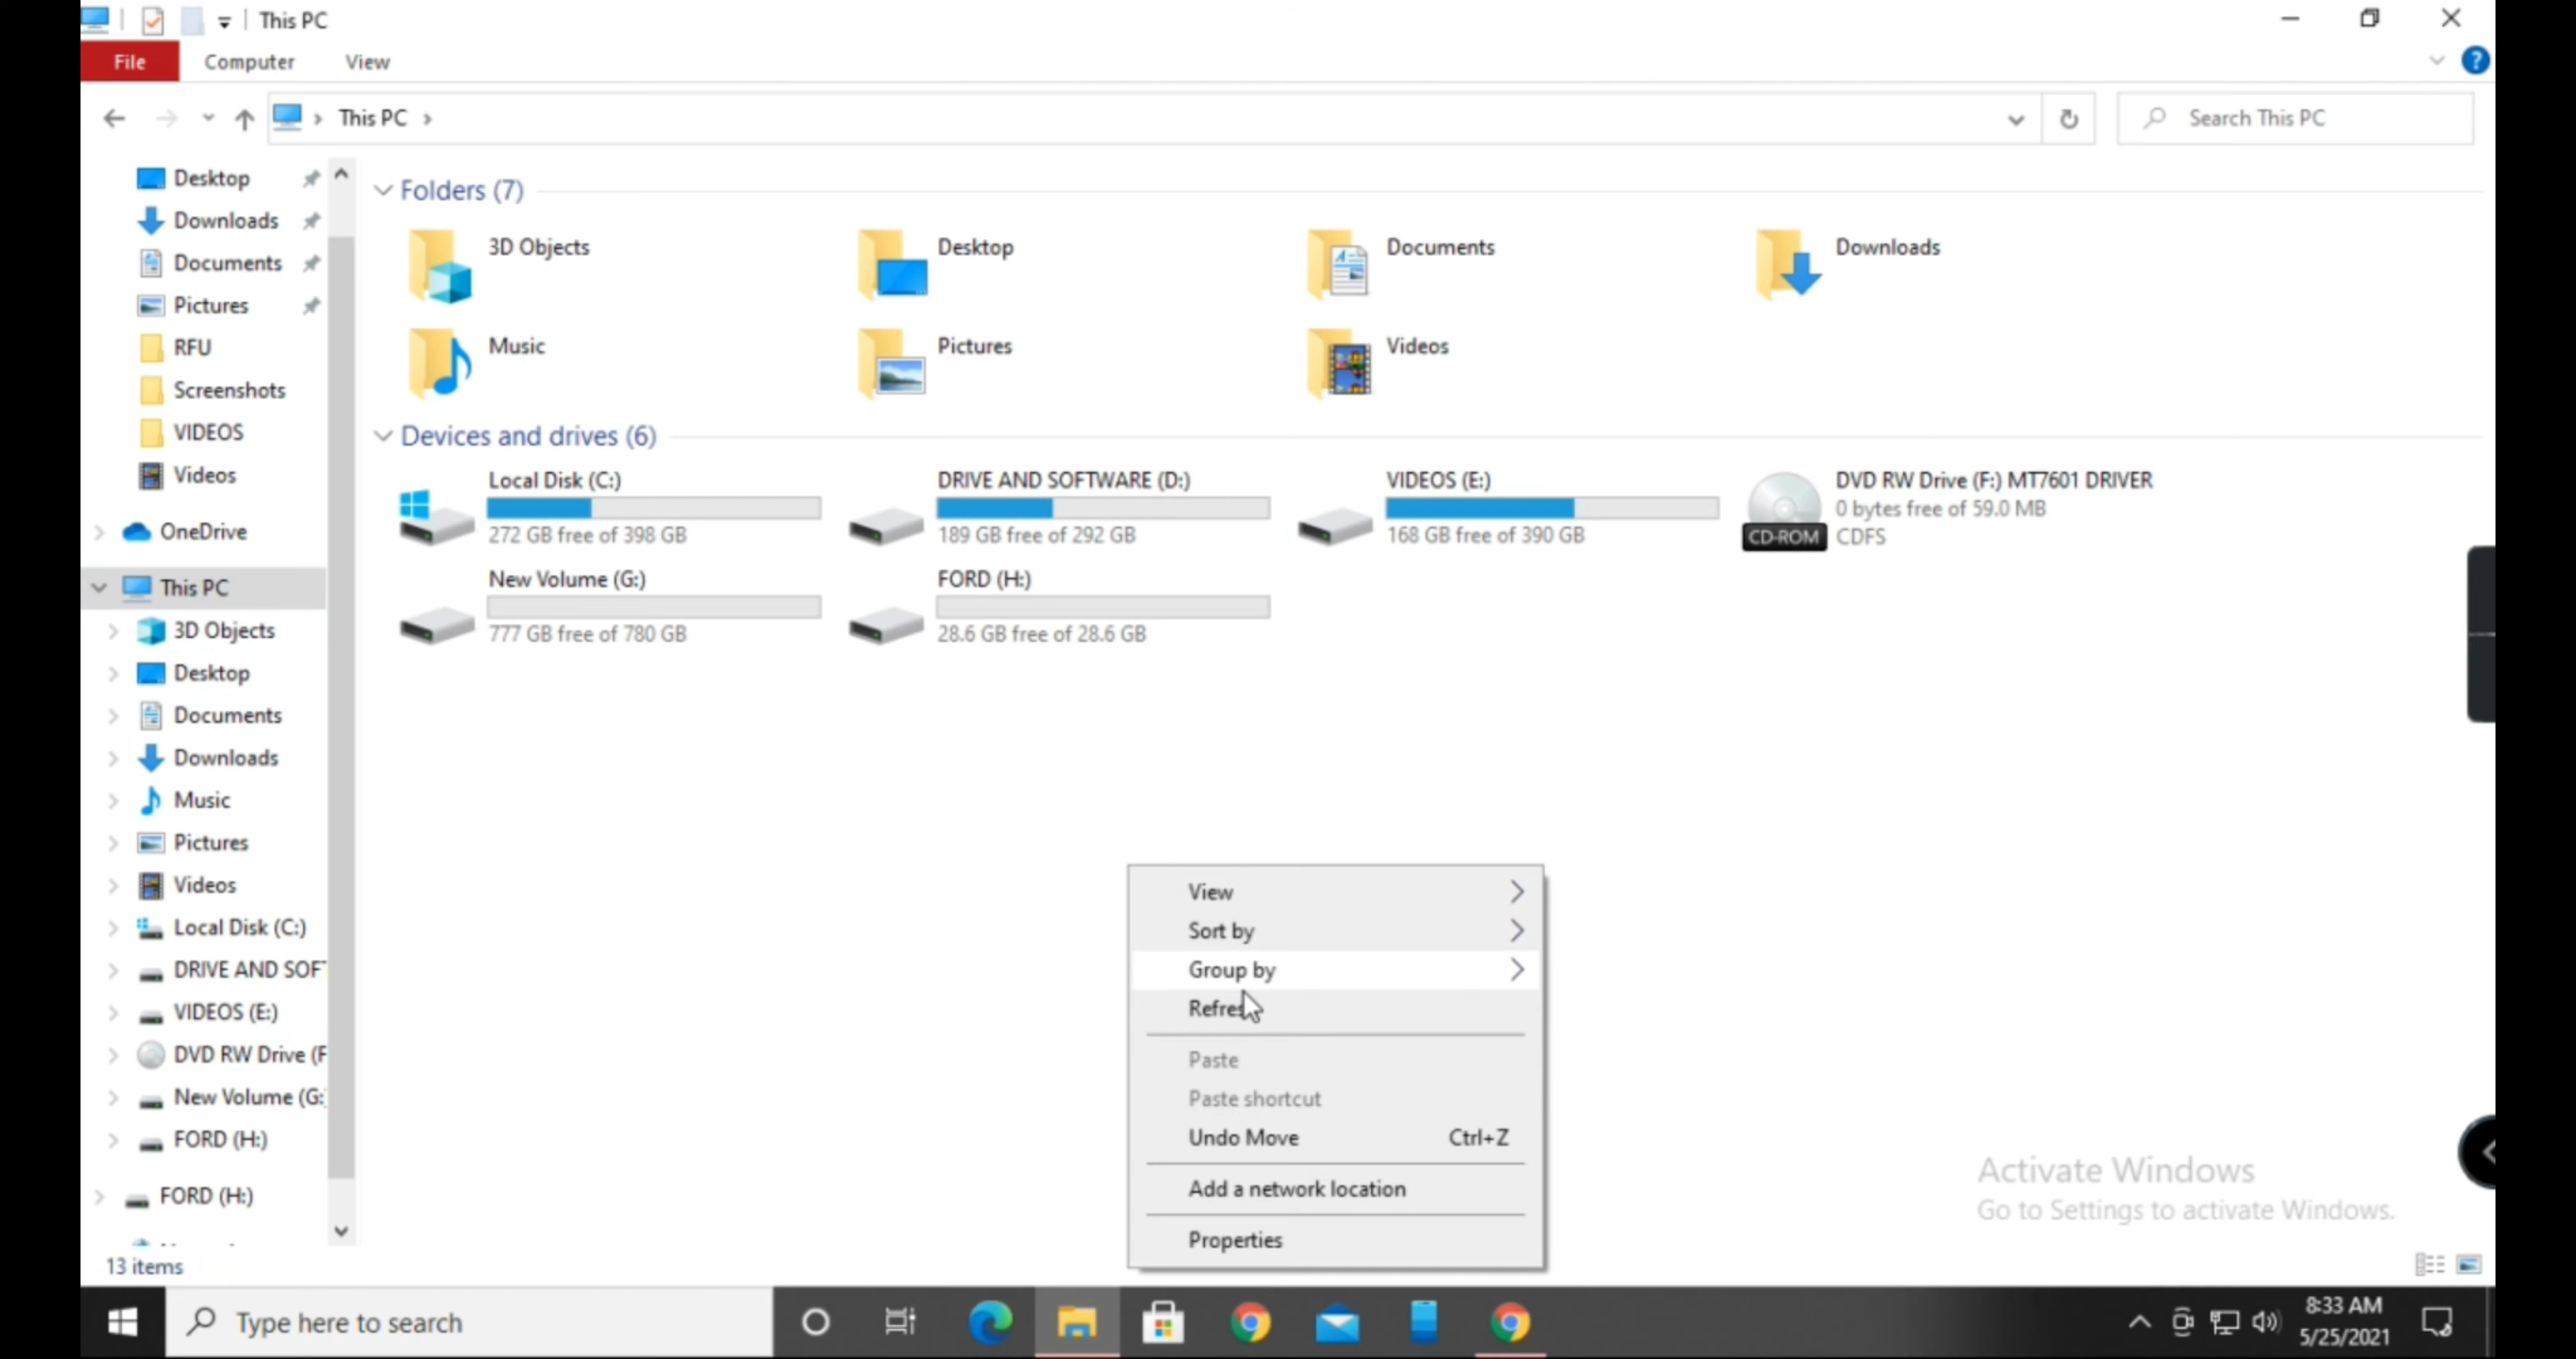 This PC
File Computer View
This PC
Search This PC
Desktop
Downloads
Documents
Pictures
RFU
Screenshots
VIDEOS
Videos
OneDrive
This PC
3D Objects
Desktop
Documents
Downloads
Music
Pictures
Videos
Local Disk (C:)
DRIVE AND SOF
VIDEOS (E:)
DVD RW Drive (F
New Volume (G:
FORD (H:)
FORD (H:)
13 items
Folders (7)
3D Objects
Desktop
Documents
Downloads
Music
Pictures
Videos
Devices and drives (6)
Local Disk (C:)
272 GB free of 398 GB
DRIVE AND SOFTWARE (D:)
189 GB free of 292 GB
VIDEOS (E:)
168 GB free of 390 GB
DVD RW Drive (F:) MT7601 DRIVER
0 bytes free of 59.0 MB
CDFS
CD-ROM
New Volume (G:)
777 GB free of 780 GB
FORD (H:)
28.6 GB free of 28.6 GB
View
Sort by
Group by
Refres
Paste
Paste shortcut
Undo Move Ctrl+Z
Add a network location
Properties
Activate Windows
Go to Settings to activate Windows.
Type here to search
8:33 AM
5/25/2021